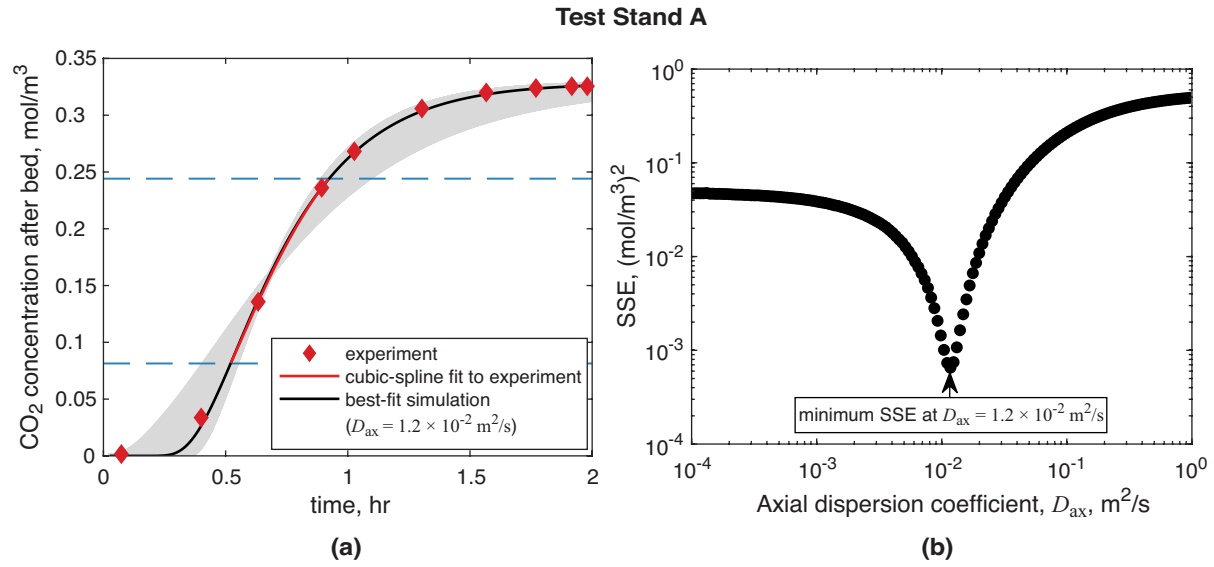 Test Stand A
CO₂ concentration after bed, mol/m³
0.35
0.3
0.25
0.2
0.15
0.1
0.05
0
0
0.5
1
1.5
2
time, hr
experiment
cubic-spline fit to experiment
best-fit simulation
(Dax = 1.2 × 10⁻² m²/s)
(a)
SSE, (mol/m³)²
10⁰
10⁻¹
10⁻²
10⁻³
10⁻⁴
10⁻⁴
10⁻³
10⁻²
10⁻¹
10⁰
minimum SSE at Dax = 1.2 × 10⁻² m²/s
Axial dispersion coefficient, Dax, m²/s
(b)